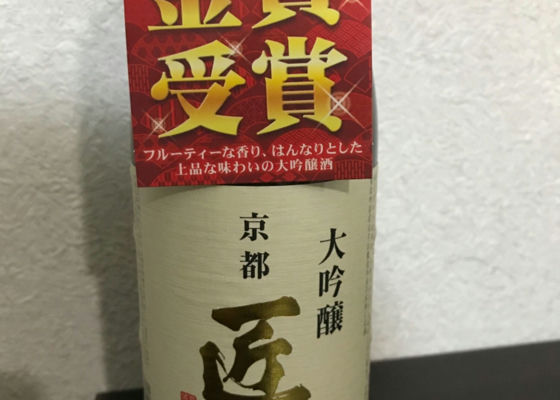 金賞
受賞
フルーティーな香り、はんなりとした
上品な味わいの大吟醸酒
大吟醸
京都
匠